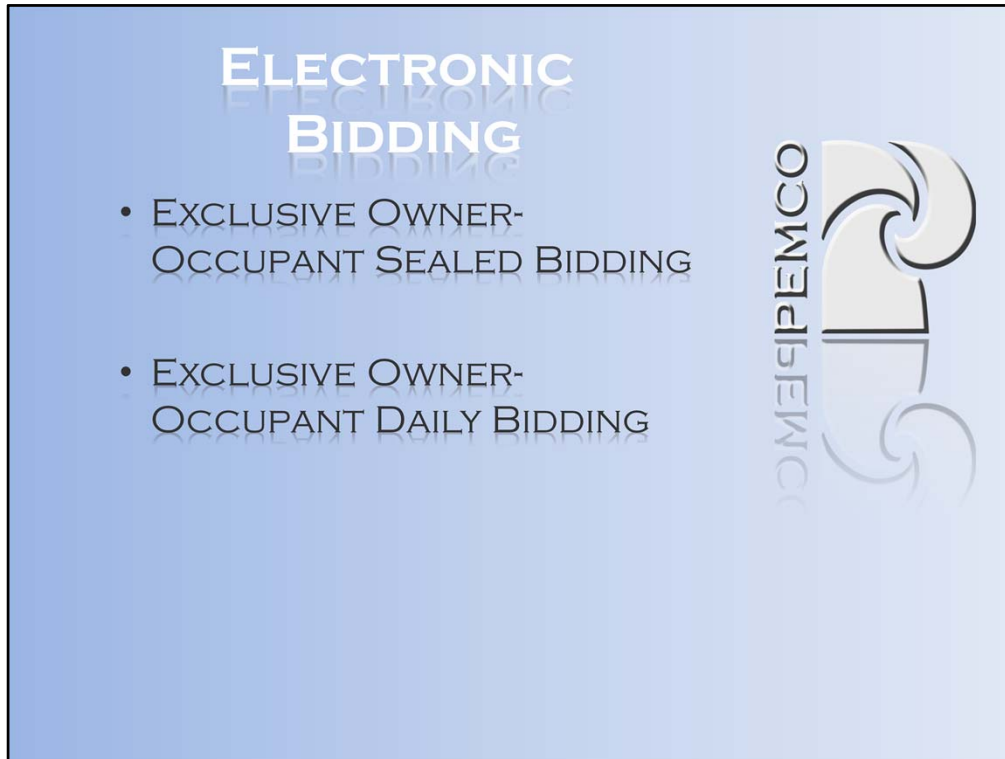 Electronic
Bidding
• Exclusive Owner-
Occupant Sealed Bidding
• Exclusive Owner-
Occupant Daily Bidding
PEMCO